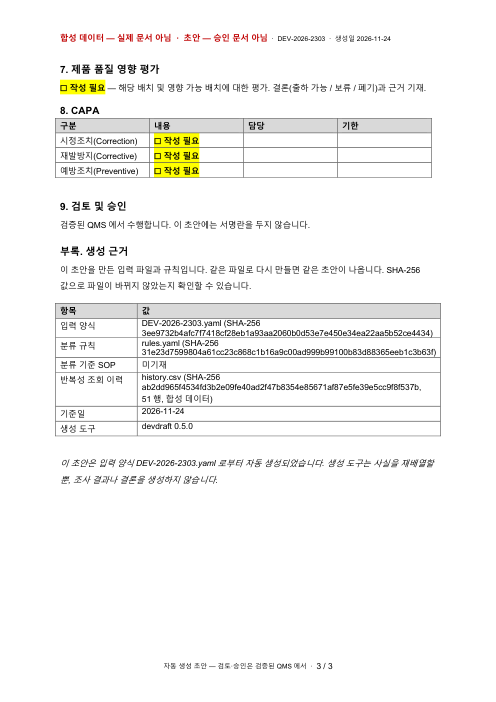 합성 데이터 — 실제 문서 아님 · 초안 — 승인 문서 아님 · DEV-2026-2303 · 생성일 2026-11-24
7. 제품 품질 영향 평가
☐ 작성 필요 — 해당 배치 및 영향 가능 배치에 대한 평가. 결론(출하 가능 / 보류 / 폐기)과 근거 기재.
8. CAPA
구분 내용 담당 기한
시정조치(Correction) ☐ 작성 필요
재발방지(Corrective) ☐ 작성 필요
예방조치(Preventive) ☐ 작성 필요
9. 검토 및 승인
검증된 QMS 에서 수행합니다. 이 초안에는 서명란을 두지 않습니다.
부록. 생성 근거
이 초안을 만든 입력 파일과 규칙입니다. 같은 파일로 다시 만들면 같은 초안이 나옵니다. SHA-256
값으로 파일이 바뀌지 않았는지 확인할 수 있습니다.
항목 값
입력 양식 DEV-2026-2303.yaml (SHA-256
3ee9732b4afc7f7418cf28eb1a93aa2060b0d53e7e450e34ea22aa5b52ce4434)
분류 규칙 rules.yaml (SHA-256
31e23d7599804a61cc23c868c1b16a9c00ad999b99100b83d88365eeb1c3b63f)
분류 기준 SOP 미기재
반복성 조회 이력 history.csv (SHA-256
ab2dd965f4534fd3b2e09fe40ad2f47b8354e85671af87e5fe39e5cc9f8f537b,
51 행, 합성 데이터)
기준일 2026-11-24
생성 도구 devdraft 0.5.0
이 초안은 입력 양식 DEV-2026-2303.yaml 로부터 자동 생성되었습니다. 생성 도구는 사실을 재배열할
뿐, 조사 결과나 결론을 생성하지 않습니다.
자동 생성 초안 — 검토·승인은 검증된 QMS 에서 · 3 / 3